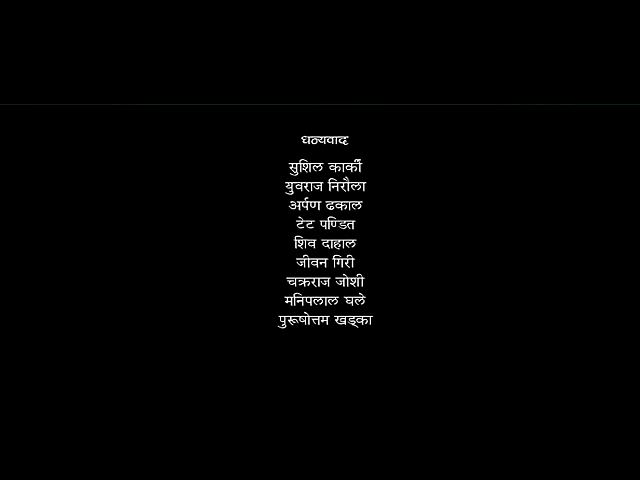 धन्यवाद
सुशिल कार्की
युवराज निरौला
अर्पण ढकाल
टेट पण्डित
शिव दाहाल
जीवन गिरी
चक्रराज जोशी
मनिपलाल घले
पुरूषोत्तम खड्का